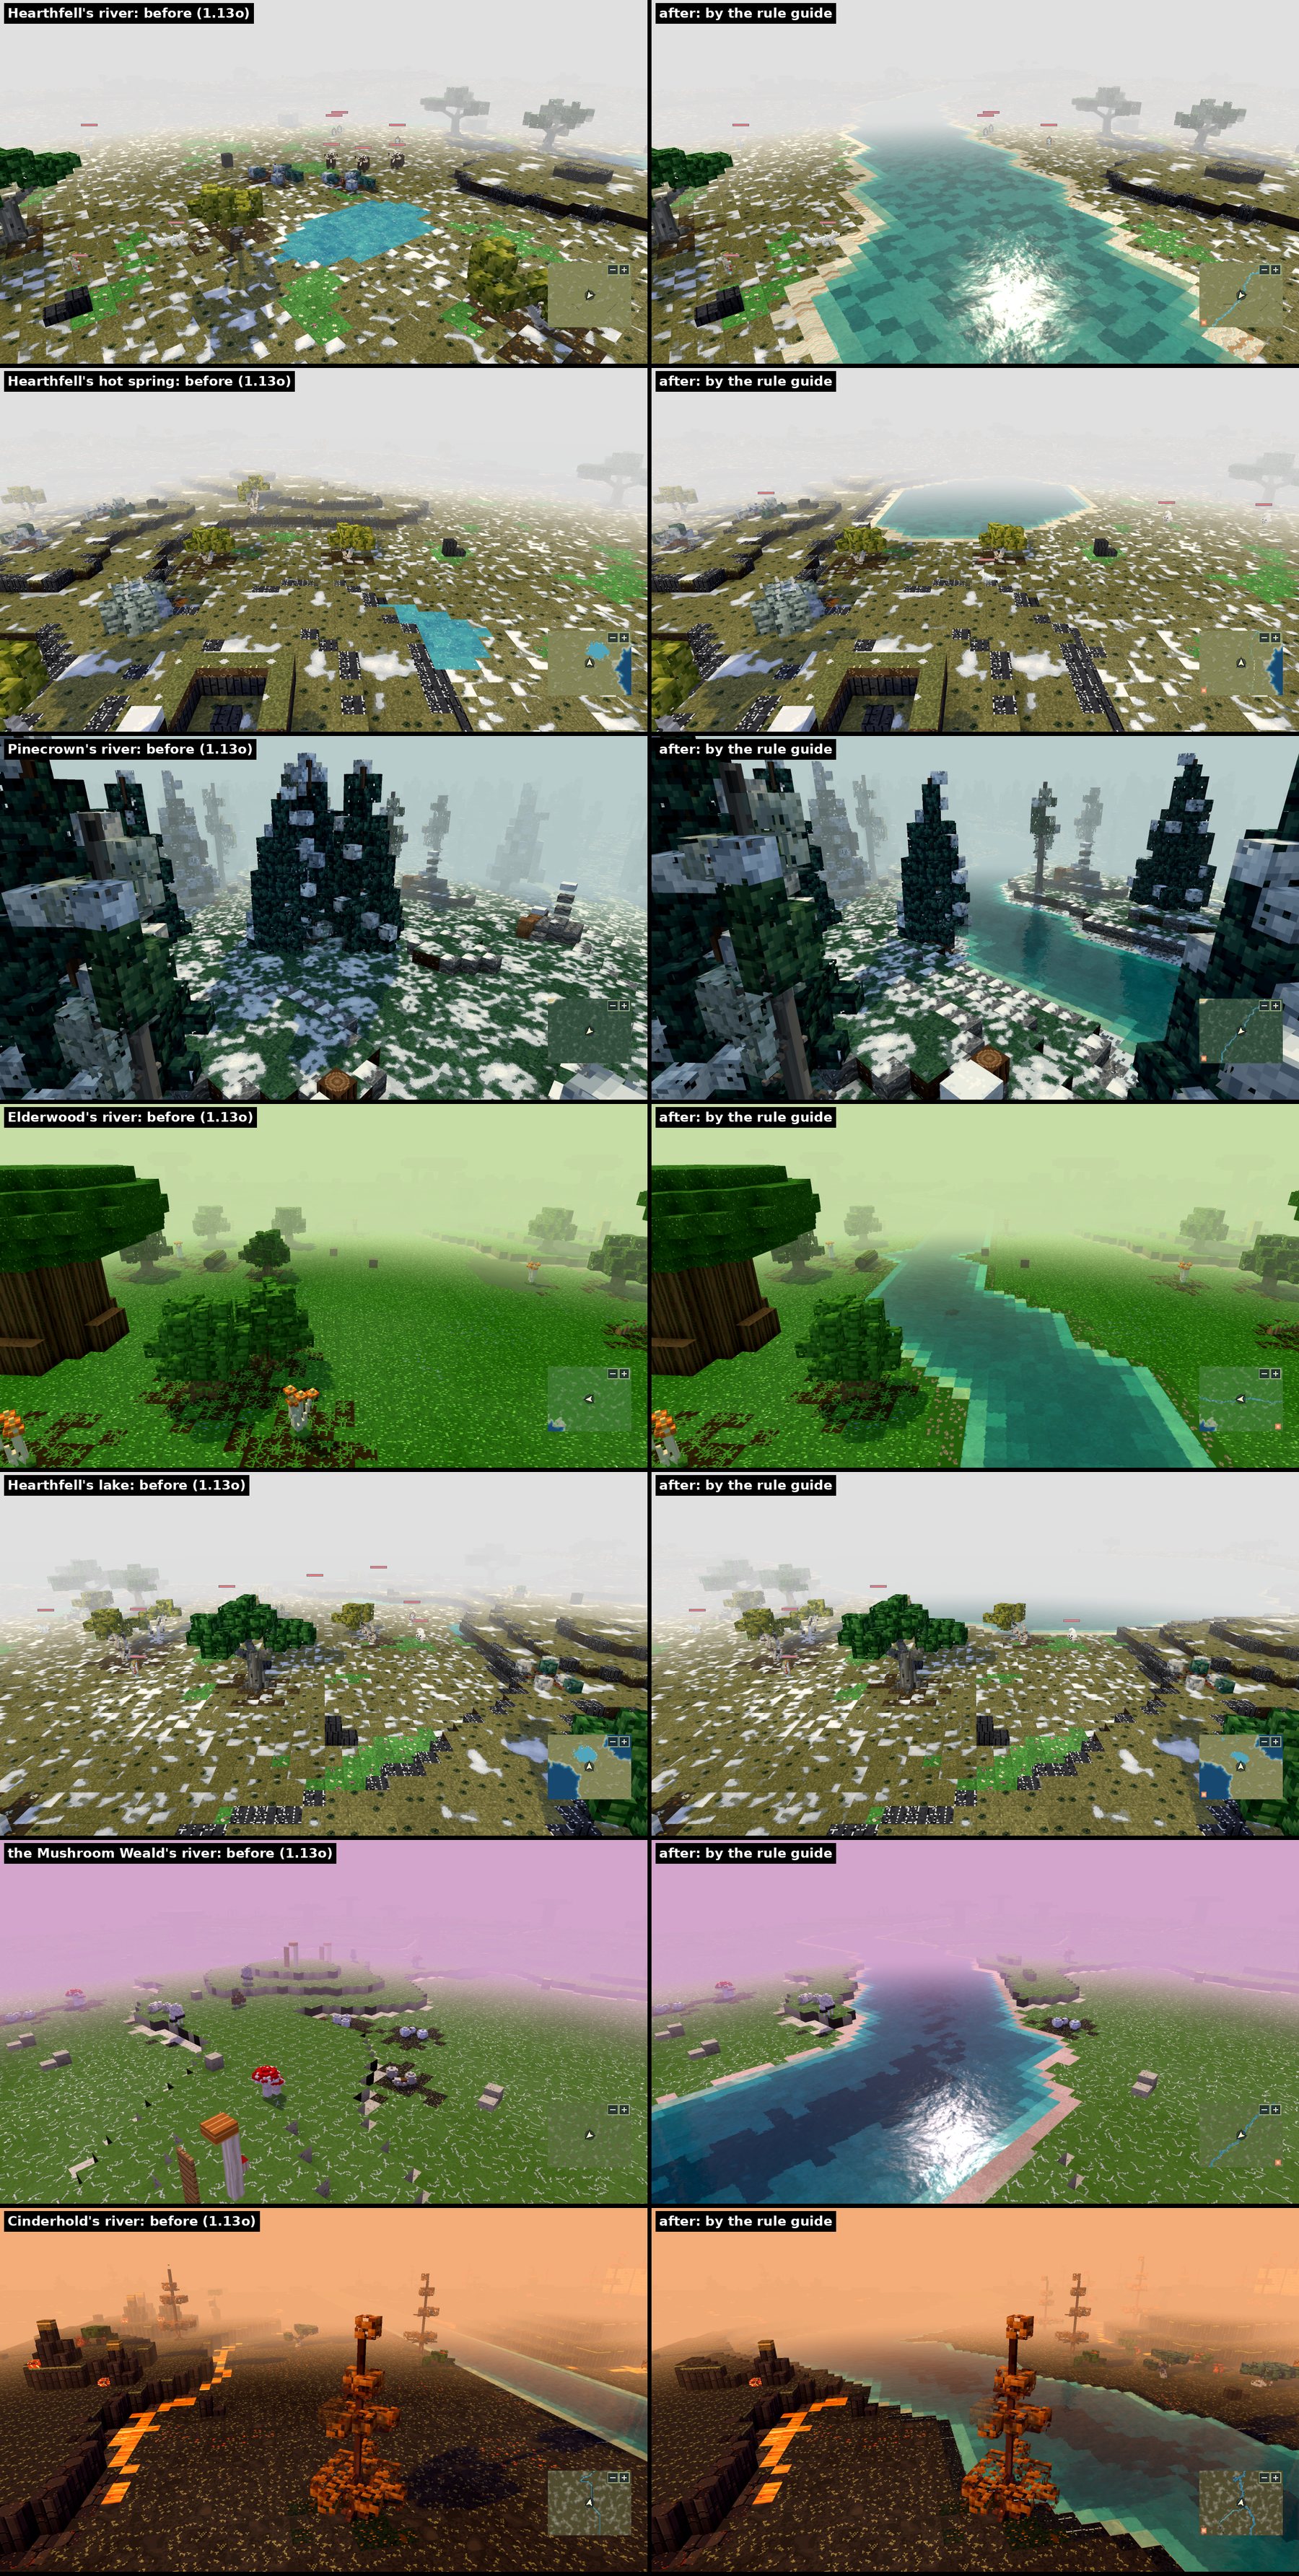 Hearthfell's river: before (1.13o)
after: by the rule guide
Hearthfell's hot spring: before (1.13o)
after: by the rule guide
Pinecrown's river: before (1.13o)
after: by the rule guide
Elderwood's river: before (1.13o)
after: by the rule guide
Hearthfell's lake: before (1.13o)
after: by the rule guide
the Mushroom Weald's river: before (1.13o)
after: by the rule guide
Cinderhold's river: before (1.13o)
after: by the rule guide